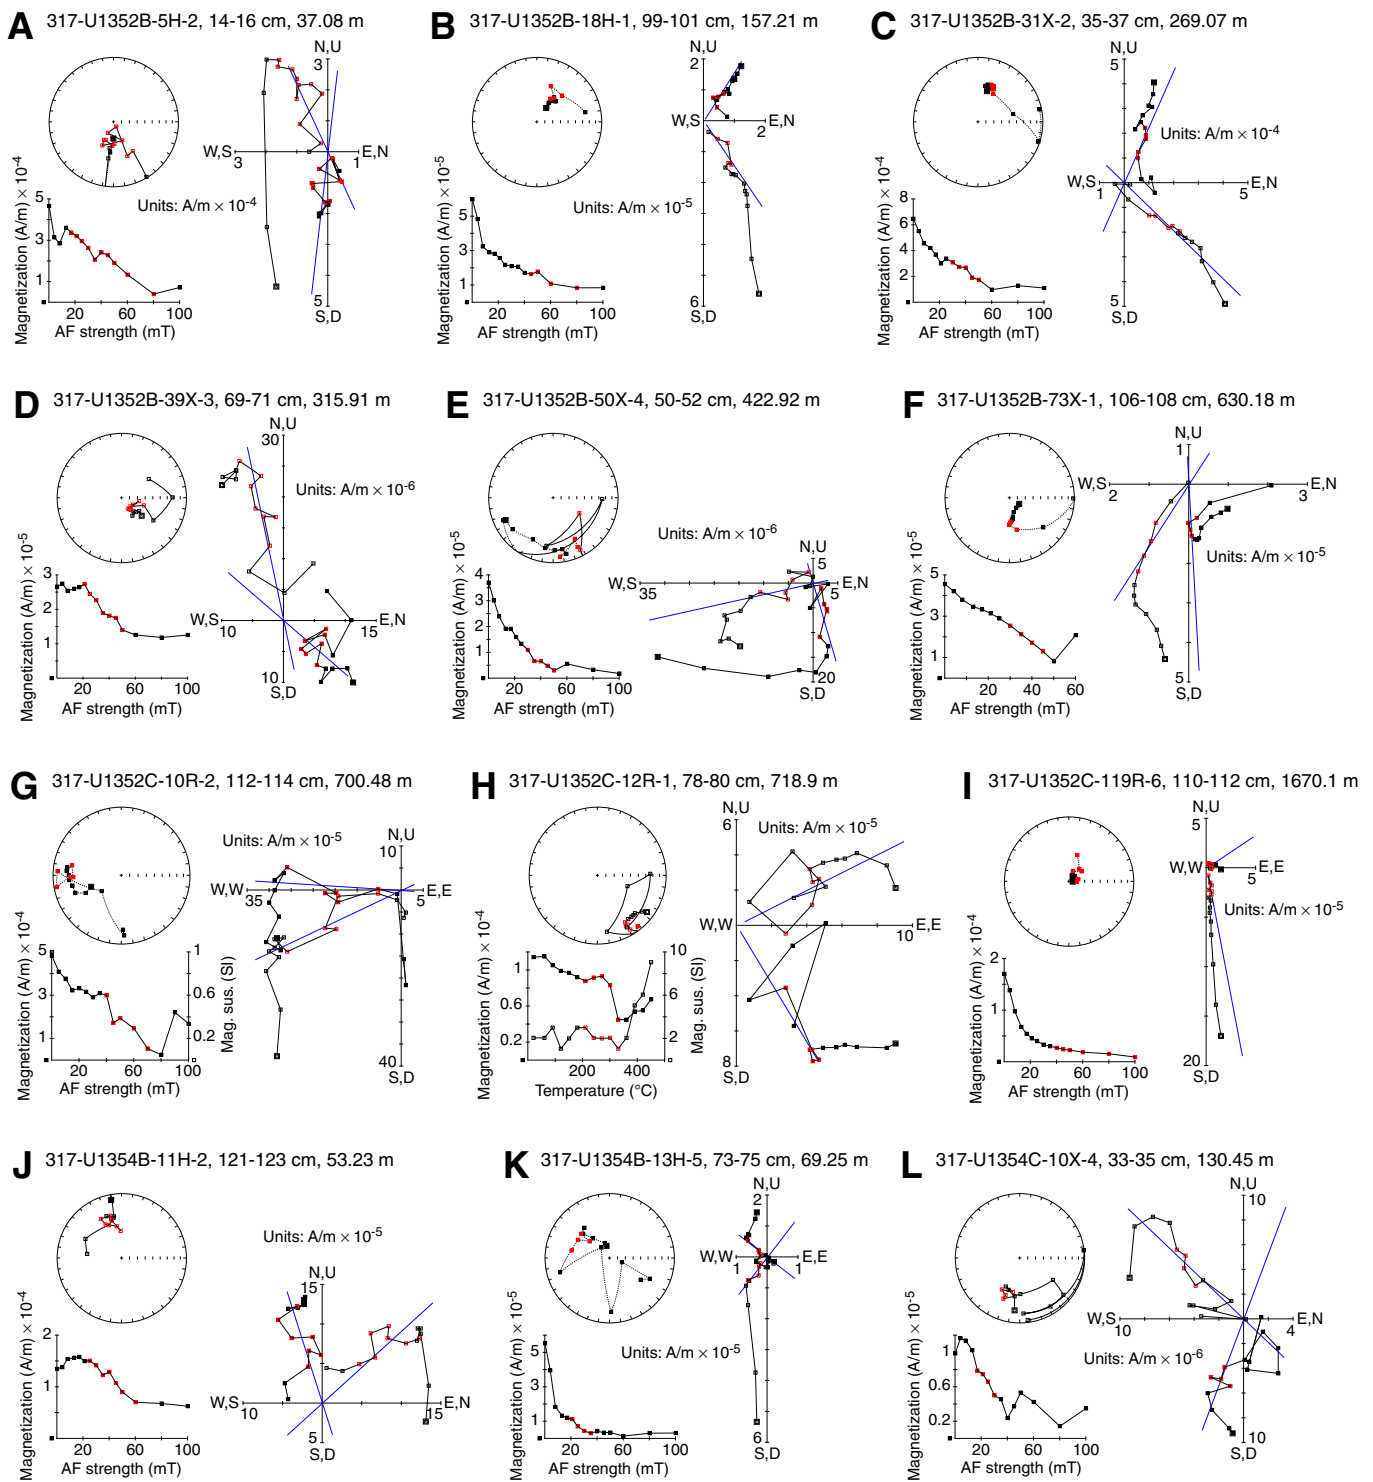 A 317-U1352B-5H-2, 14-16 cm, 37.08 m
N,U
3
W,S
3
1
E,N
Units: A/m × 10-4
5
S,D
Magnetization (A/m) × 10-4
5
3
1
20 60 100
AF strength (mT)
B 317-U1352B-18H-1, 99-101 cm, 157.21 m
N,U
2
W,S
2
E,N
Units: A/m × 10-5
6
S,D
Magnetization (A/m) × 10-5
5
3
1
20 60 100
AF strength (mT)
C 317-U1352B-31X-2, 35-37 cm, 269.07 m
N,U
5
Units: A/m × 10-4
W,S
1
5
E,N
5
S,D
Magnetization (A/m) × 10-4
8
6
4
2
20 60 100
AF strength (mT)
D 317-U1352B-39X-3, 69-71 cm, 315.91 m
N,U
30
Units: A/m × 10-6
W,S
10
15
E,N
10
S,D
Magnetization (A/m) × 10-5
3
2
1
20 60 100
AF strength (mT)
E 317-U1352B-50X-4, 50-52 cm, 422.92 m
Units: A/m × 10-6
N,U
5
W,S
35
5
E,N
20
S,D
Magnetization (A/m) × 10-5
4
3
2
1
20 60 100
AF strength (mT)
F 317-U1352B-73X-1, 106-108 cm, 630.18 m
N,U
1
W,S
2
3
E,N
Units: A/m × 10-5
5
S,D
Magnetization (A/m) × 10-5
5
3
1
20 40 60
AF strength (mT)
G 317-U1352C-10R-2, 112-114 cm, 700.48 m
N,U
10
Units: A/m × 10-5
W,W
35
5
E,E
40
S,D
Magnetization (A/m) × 10-4
5
3
1
1
0.6
0.2
Mag. sus. (SI)
20 60 100
AF strength (mT)
H 317-U1352C-12R-1, 78-80 cm, 718.9 m
N,U
6
Units: A/m × 10-5
W,W
10
E,E
8
S,D
Magnetization (A/m) × 10-4
1
0.6
0.2
10
6
2
Mag. sus. (SI)
200 400
Temperature (°C)
I 317-U1352C-119R-6, 110-112 cm, 1670.1 m
N,U
5
W,W
5
E,E
Units: A/m × 10-5
20
S,D
Magnetization (A/m) × 10-4
2
1
20 60 100
AF strength (mT)
J 317-U1354B-11H-2, 121-123 cm, 53.23 m
Units: A/m × 10-5
N,U
15
W,S
10
15
E,N
5
S,D
Magnetization (A/m) × 10-4
2
1
20 60 100
AF strength (mT)
K 317-U1354B-13H-5, 73-75 cm, 69.25 m
N,U
2
W,W
1
1
E,E
Units: A/m × 10-5
6
S,D
Magnetization (A/m) × 10-5
5
3
1
20 60 100
AF strength (mT)
L 317-U1354C-10X-4, 33-35 cm, 130.45 m
N,U
10
W,S
10
4
E,N
Units: A/m × 10-6
10
S,D
Magnetization (A/m) × 10-5
1
0.6
0.2
20 60 100
AF strength (mT)